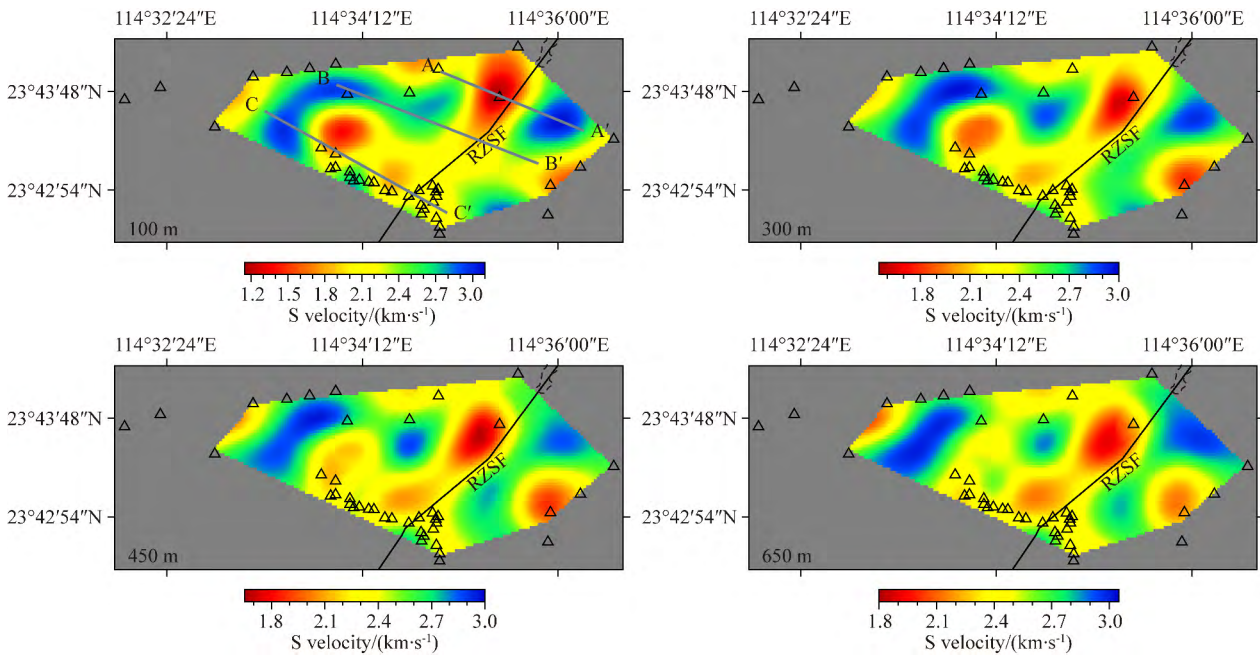 114°32′24″E 114°34′12″E 114°36′00″E
114°32′24″E 114°34′12″E 114°36′00″E
23°43′48″N
23°42′54″N
A
B
C
A′
B′
C′
RZSF
100 m
23°43′48″N
23°42′54″N
RZSF
300 m
1.2 1.5 1.8 2.1 2.4 2.7 3.0
S velocity/(km·s⁻¹)
1.8 2.1 2.4 2.7 3.0
S velocity/(km·s⁻¹)
114°32′24″E 114°34′12″E 114°36′00″E
114°32′24″E 114°34′12″E 114°36′00″E
23°43′48″N
23°42′54″N
RZSF
450 m
23°43′48″N
23°42′54″N
RZSF
650 m
1.8 2.1 2.4 2.7 3.0
S velocity/(km·s⁻¹)
1.8 2.1 2.4 2.7 3.0
S velocity/(km·s⁻¹)